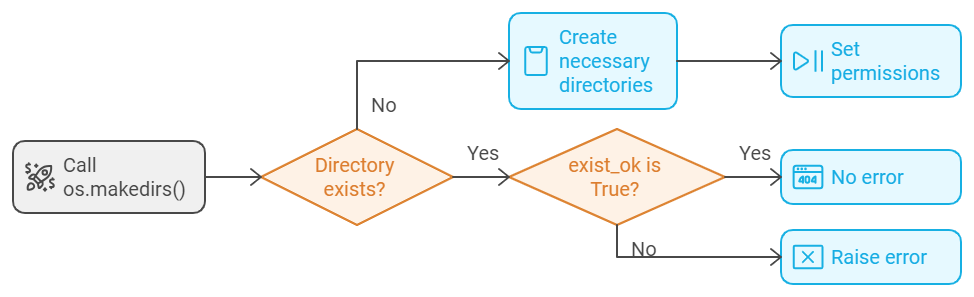 Create
necessary
directories
Set
permissions
No
Call
os.makedirs()
Directory
exists?
Yes
exist_ok is
True?
Yes
404
No error
No
Raise error